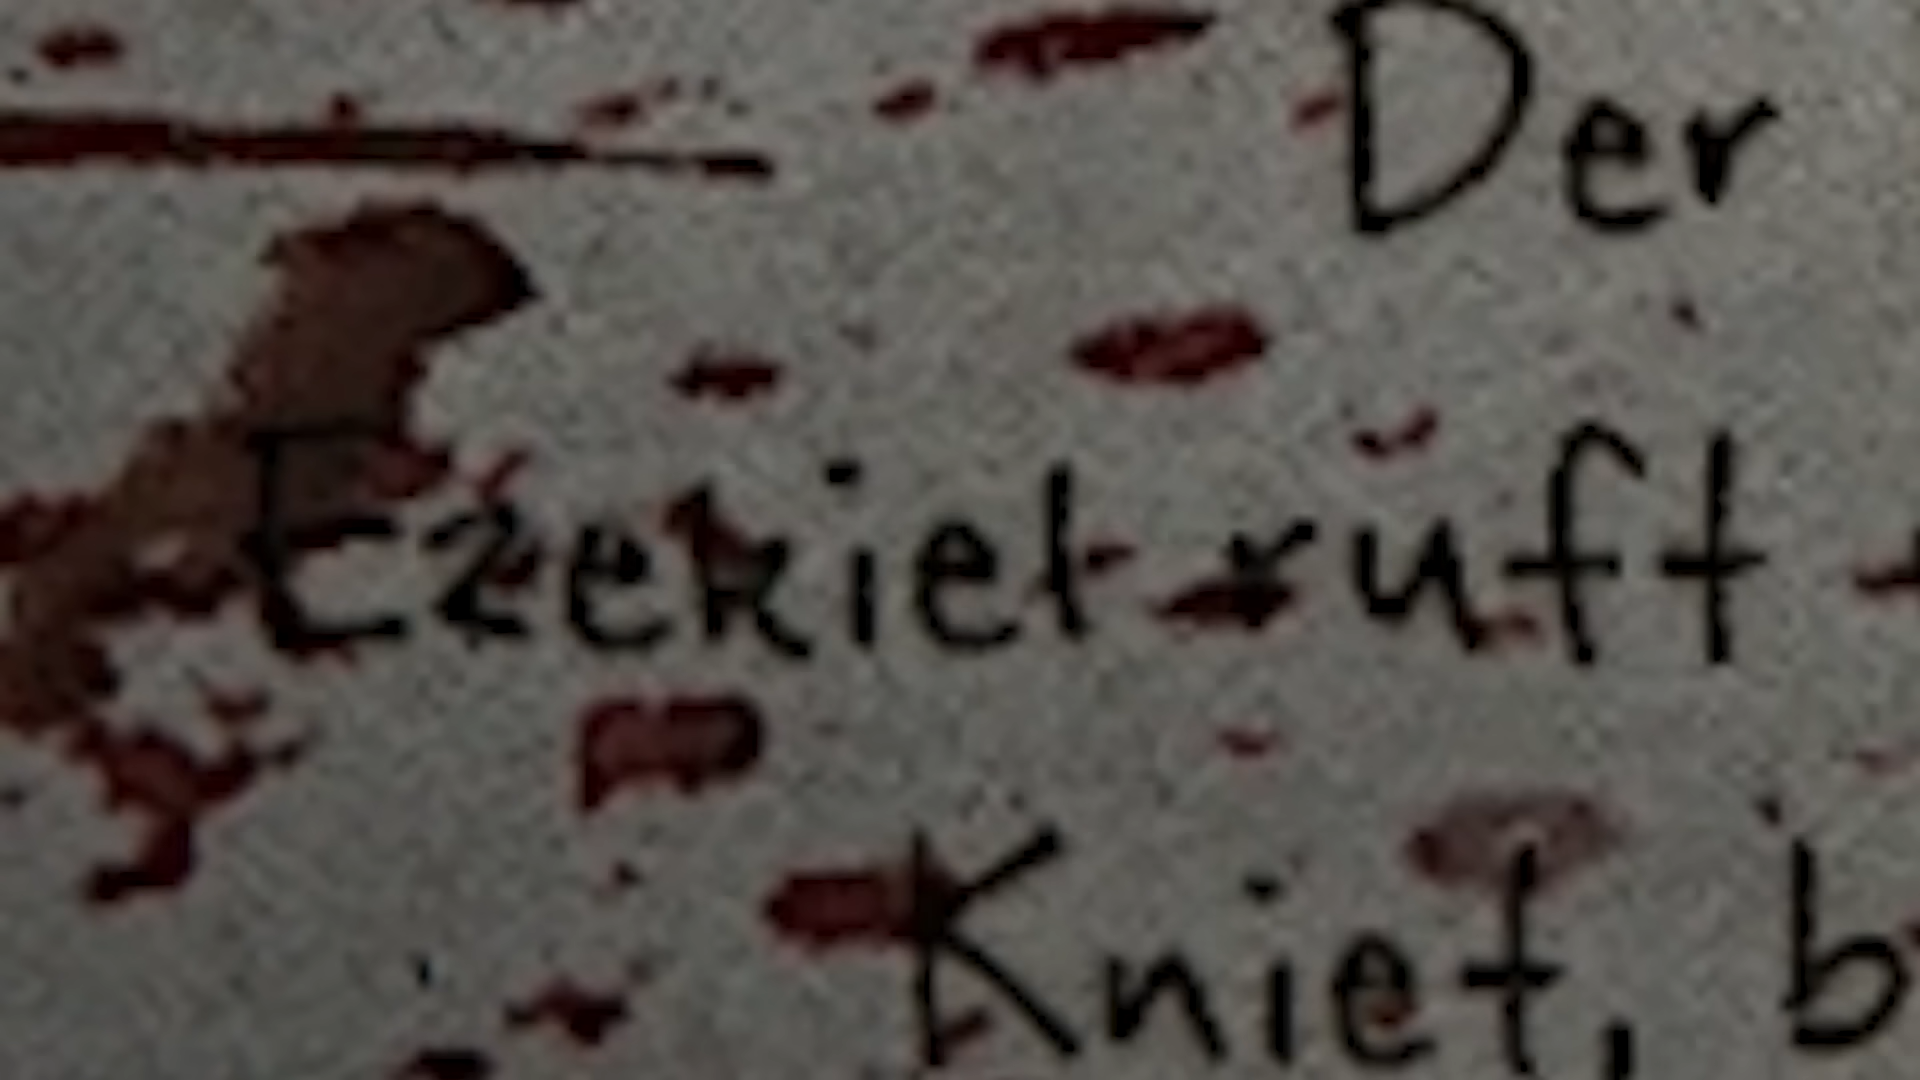 Der
Ezekiel ruft
Kniet, b